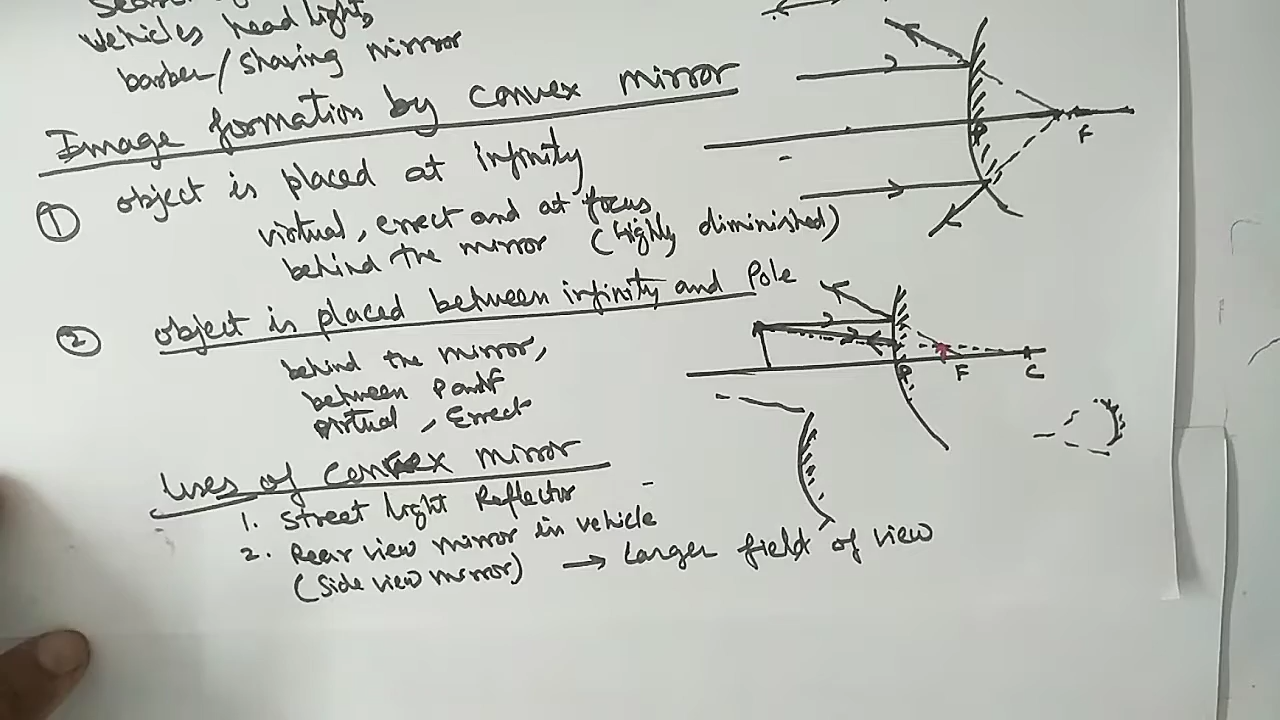 vehicles head lights
barber/shaving mirror
Image formation by convex mirror
① object is placed at infinity
virtual, errect and at focus
behind the mirror (highly diminished)
② object is placed between infinity and Pole
behind the mirror,
between P and F
virtual, Errect
Uses of convex mirror
1. Street light Reflector
2. Rear view mirror in vehicle
(side view mirror) → Larger field of view
P F
P F C